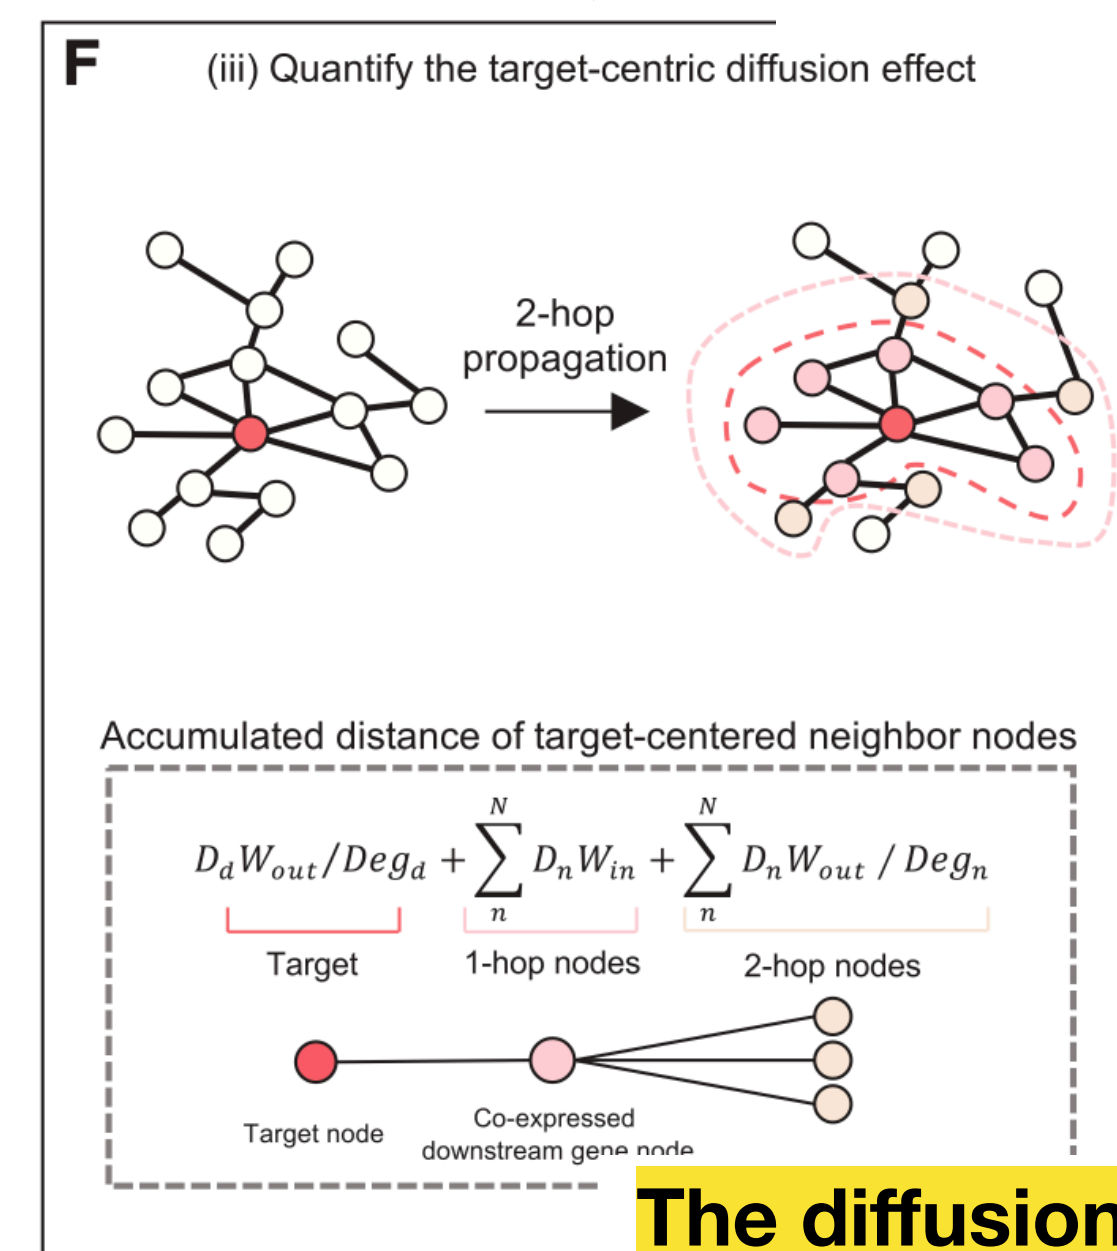 F
(iii) Quantify the target-centric diffusion effect
2-hop
propagation
Accumulated distance of target-centered neighbor nodes
D_d W_out / Deg_d + ∑_n^N D_n W_in + ∑_n^N D_n W_out / Deg_n
Target
1-hop nodes
2-hop nodes
Target node
Co-expressed
downstream gene node
The diffusion